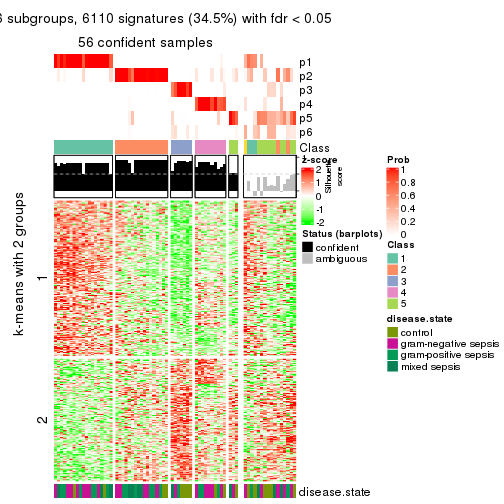 6 subgroups, 6110 signatures (34.5%) with fdr < 0.05
56 confident samples
p1
p2
p3
p4
p5
p6
Class
z-score
2
1
0
-1
-2
Silhouette
score
Prob
1
0.8
0.6
0.4
0.2
0
Status (barplots)
confident
ambiguous
Class
1
2
3
4
5
disease.state
control
gram-negative sepsis
gram-positive sepsis
mixed sepsis
k-means with 2 groups
1
2
disease.state